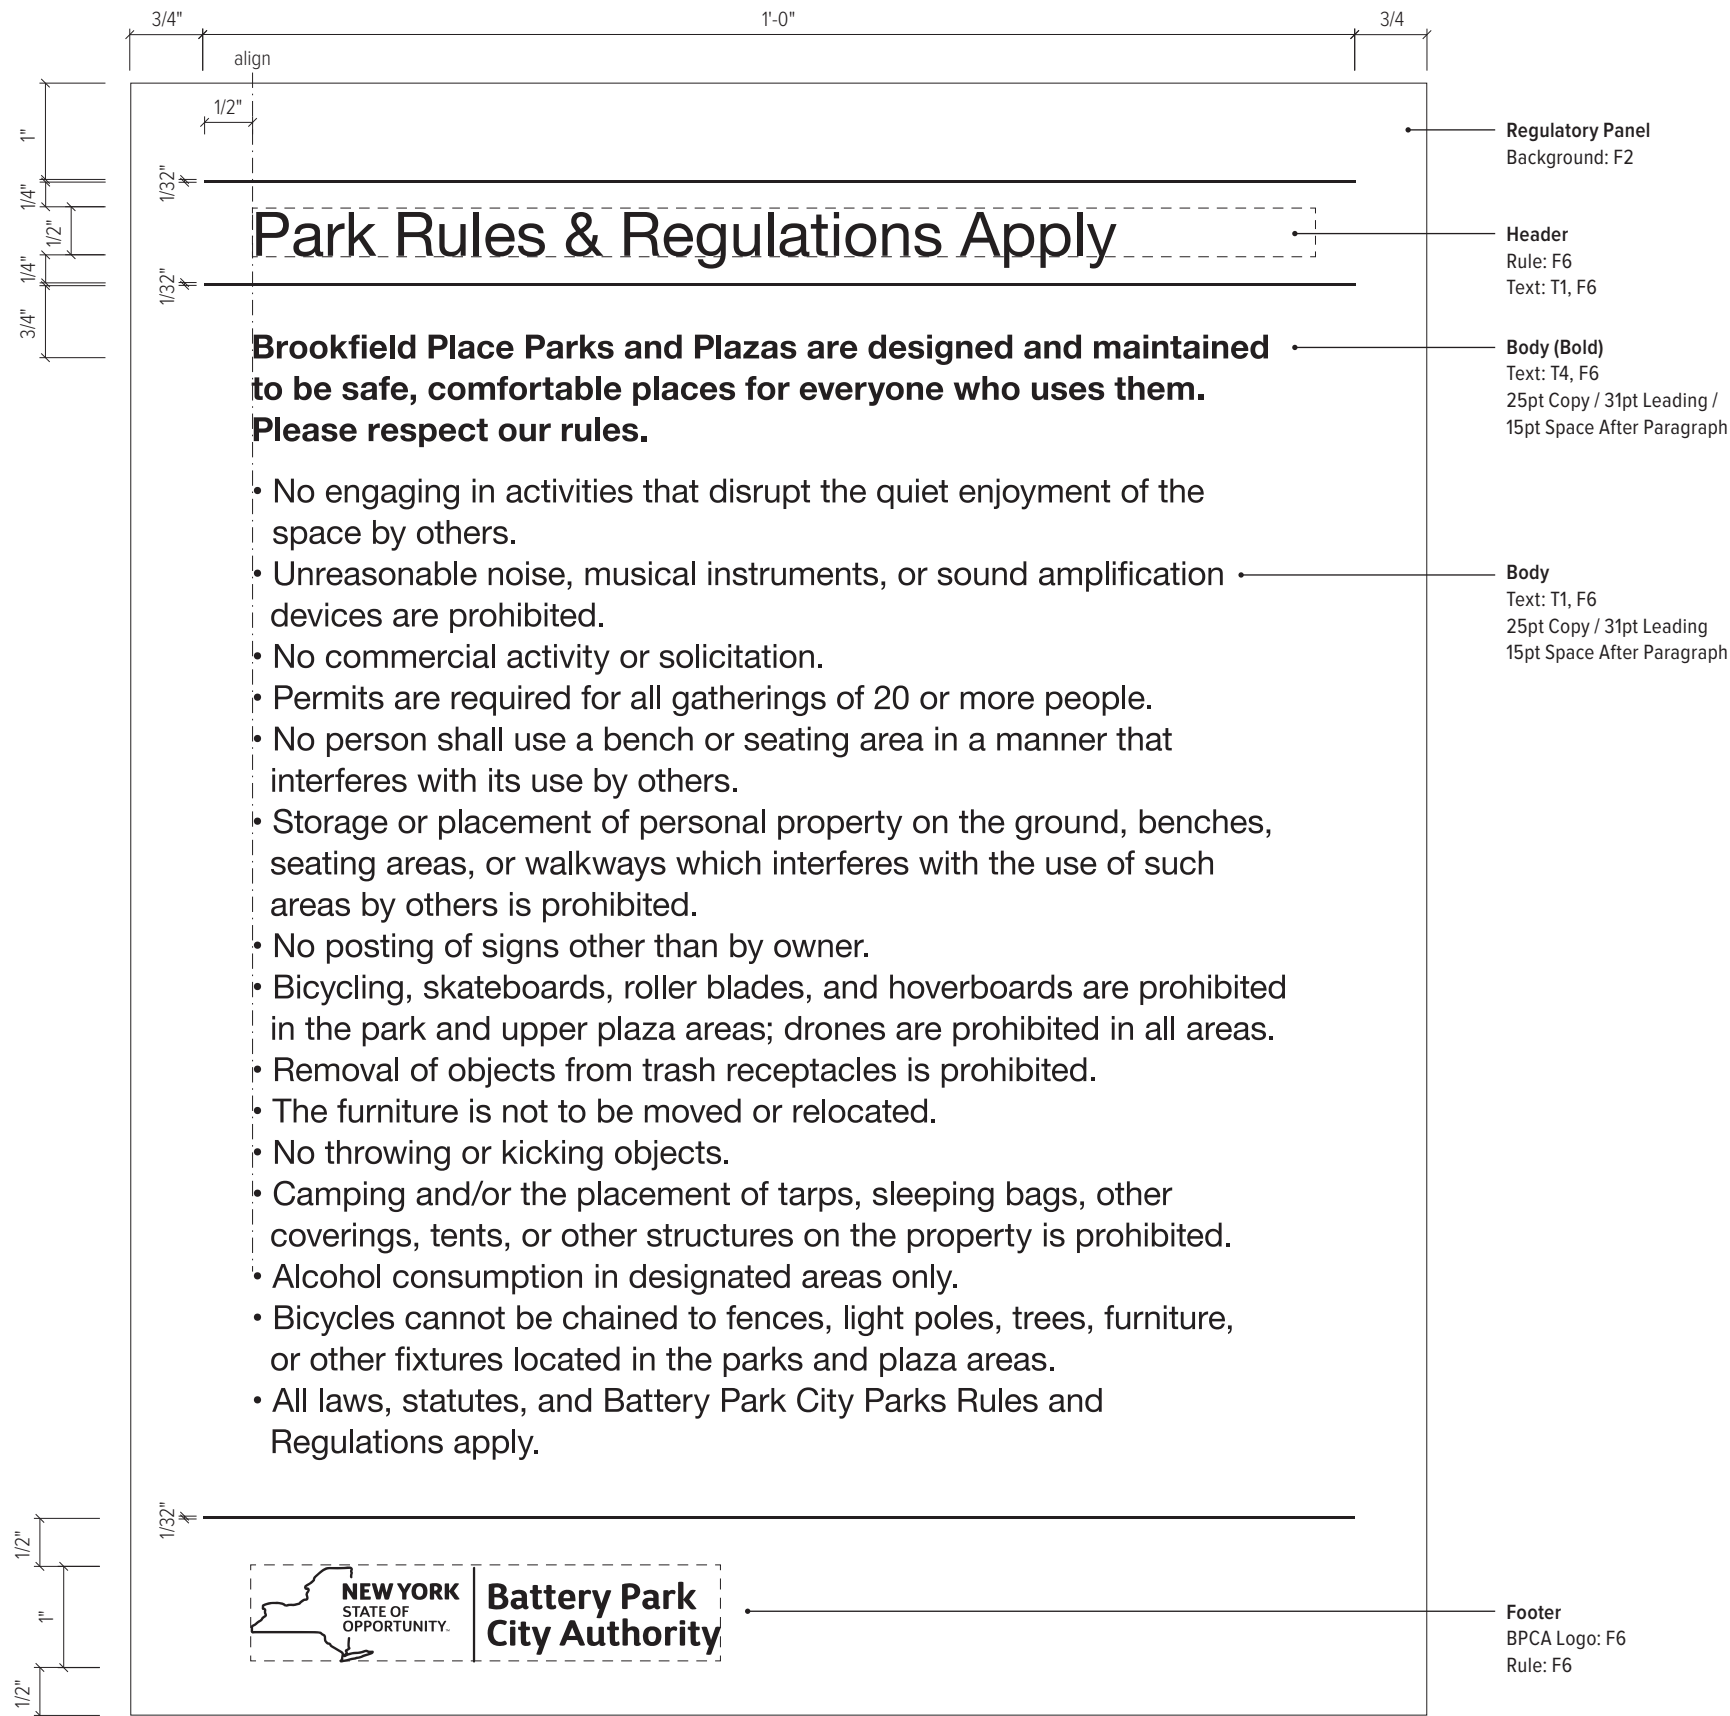 3/4" 1'-0" 3/4
align
1/2"
1"
1/4"
1/2"
1/4"
3/4"
1/32"
1/32"
Park Rules & Regulations Apply
Brookfield Place Parks and Plazas are designed and maintained
to be safe, comfortable places for everyone who uses them.
Please respect our rules.
• No engaging in activities that disrupt the quiet enjoyment of the
space by others.
• Unreasonable noise, musical instruments, or sound amplification
devices are prohibited.
• No commercial activity or solicitation.
• Permits are required for all gatherings of 20 or more people.
• No person shall use a bench or seating area in a manner that
interferes with its use by others.
• Storage or placement of personal property on the ground, benches,
seating areas, or walkways which interferes with the use of such
areas by others is prohibited.
• No posting of signs other than by owner.
• Bicycling, skateboards, roller blades, and hoverboards are prohibited
in the park and upper plaza areas; drones are prohibited in all areas.
• Removal of objects from trash receptacles is prohibited.
• The furniture is not to be moved or relocated.
• No throwing or kicking objects.
• Camping and/or the placement of tarps, sleeping bags, other
coverings, tents, or other structures on the property is prohibited.
• Alcohol consumption in designated areas only.
• Bicycles cannot be chained to fences, light poles, trees, furniture,
or other fixtures located in the parks and plaza areas.
• All laws, statutes, and Battery Park City Parks Rules and
Regulations apply.
1/32"
1/2"
1"
1/2"
NEW YORK
STATE OF
OPPORTUNITY™
Battery Park
City Authority
Regulatory Panel
Background: F2
Header
Rule: F6
Text: T1, F6
Body (Bold)
Text: T4, F6
25pt Copy / 31pt Leading /
15pt Space After Paragraph
Body
Text: T1, F6
25pt Copy / 31pt Leading
15pt Space After Paragraph
Footer
BPCA Logo: F6
Rule: F6